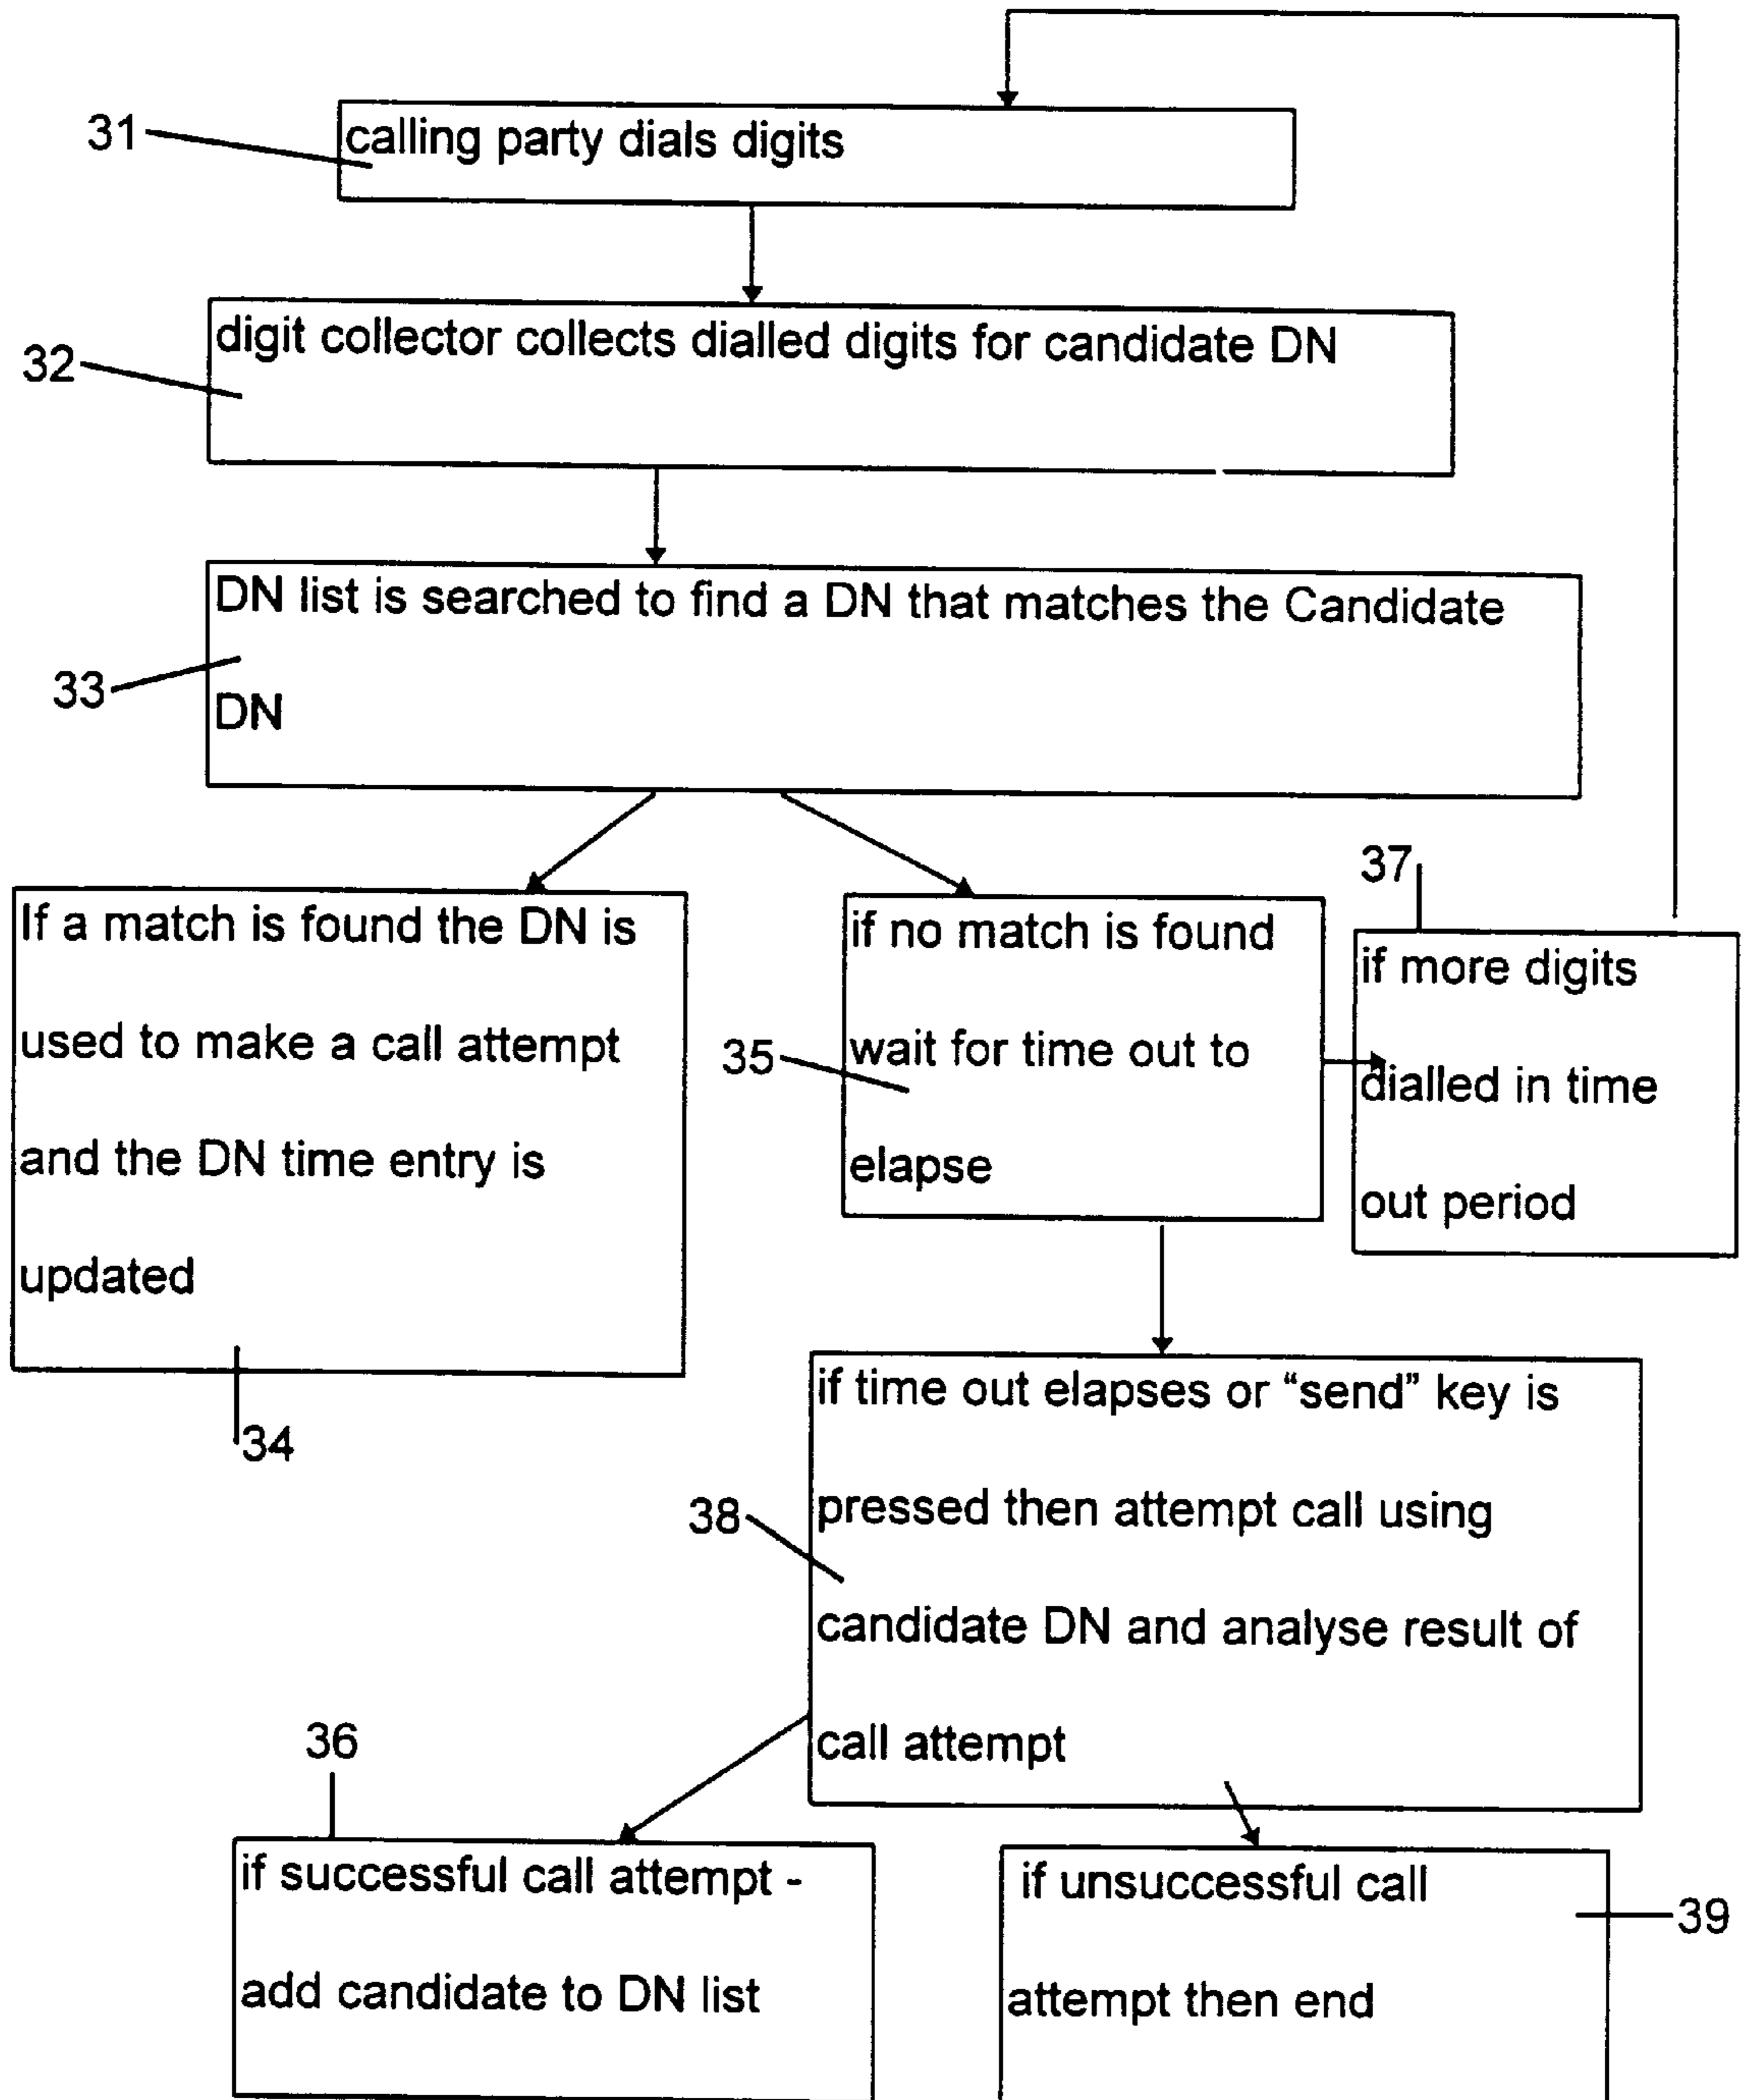 31
calling party dials digits
32
digit collector collects dialled digits for candidate DN
33
DN list is searched to find a DN that matches the Candidate
DN
If a match is found the DN is
used to make a call attempt
and the DN time entry is
updated
34
35
if no match is found
wait for time out to
elapse
37
if more digits
dialled in time
out period
38
if time out elapses or “send” key is
pressed then attempt call using
candidate DN and analyse result of
call attempt
36
if successful call attempt -
add candidate to DN list
if unsuccessful call
attempt then end
39